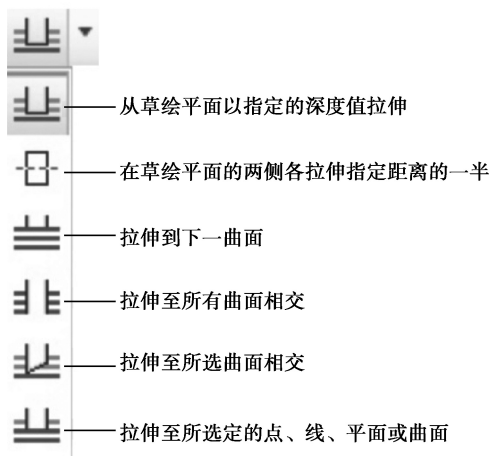 从草绘平面以指定的深度值拉伸
在草绘平面的两侧各拉伸指定距离的一半
拉伸到下一曲面
拉伸至所有曲面相交
拉伸至所选曲面相交
拉伸至所选定的点、线、平面或曲面